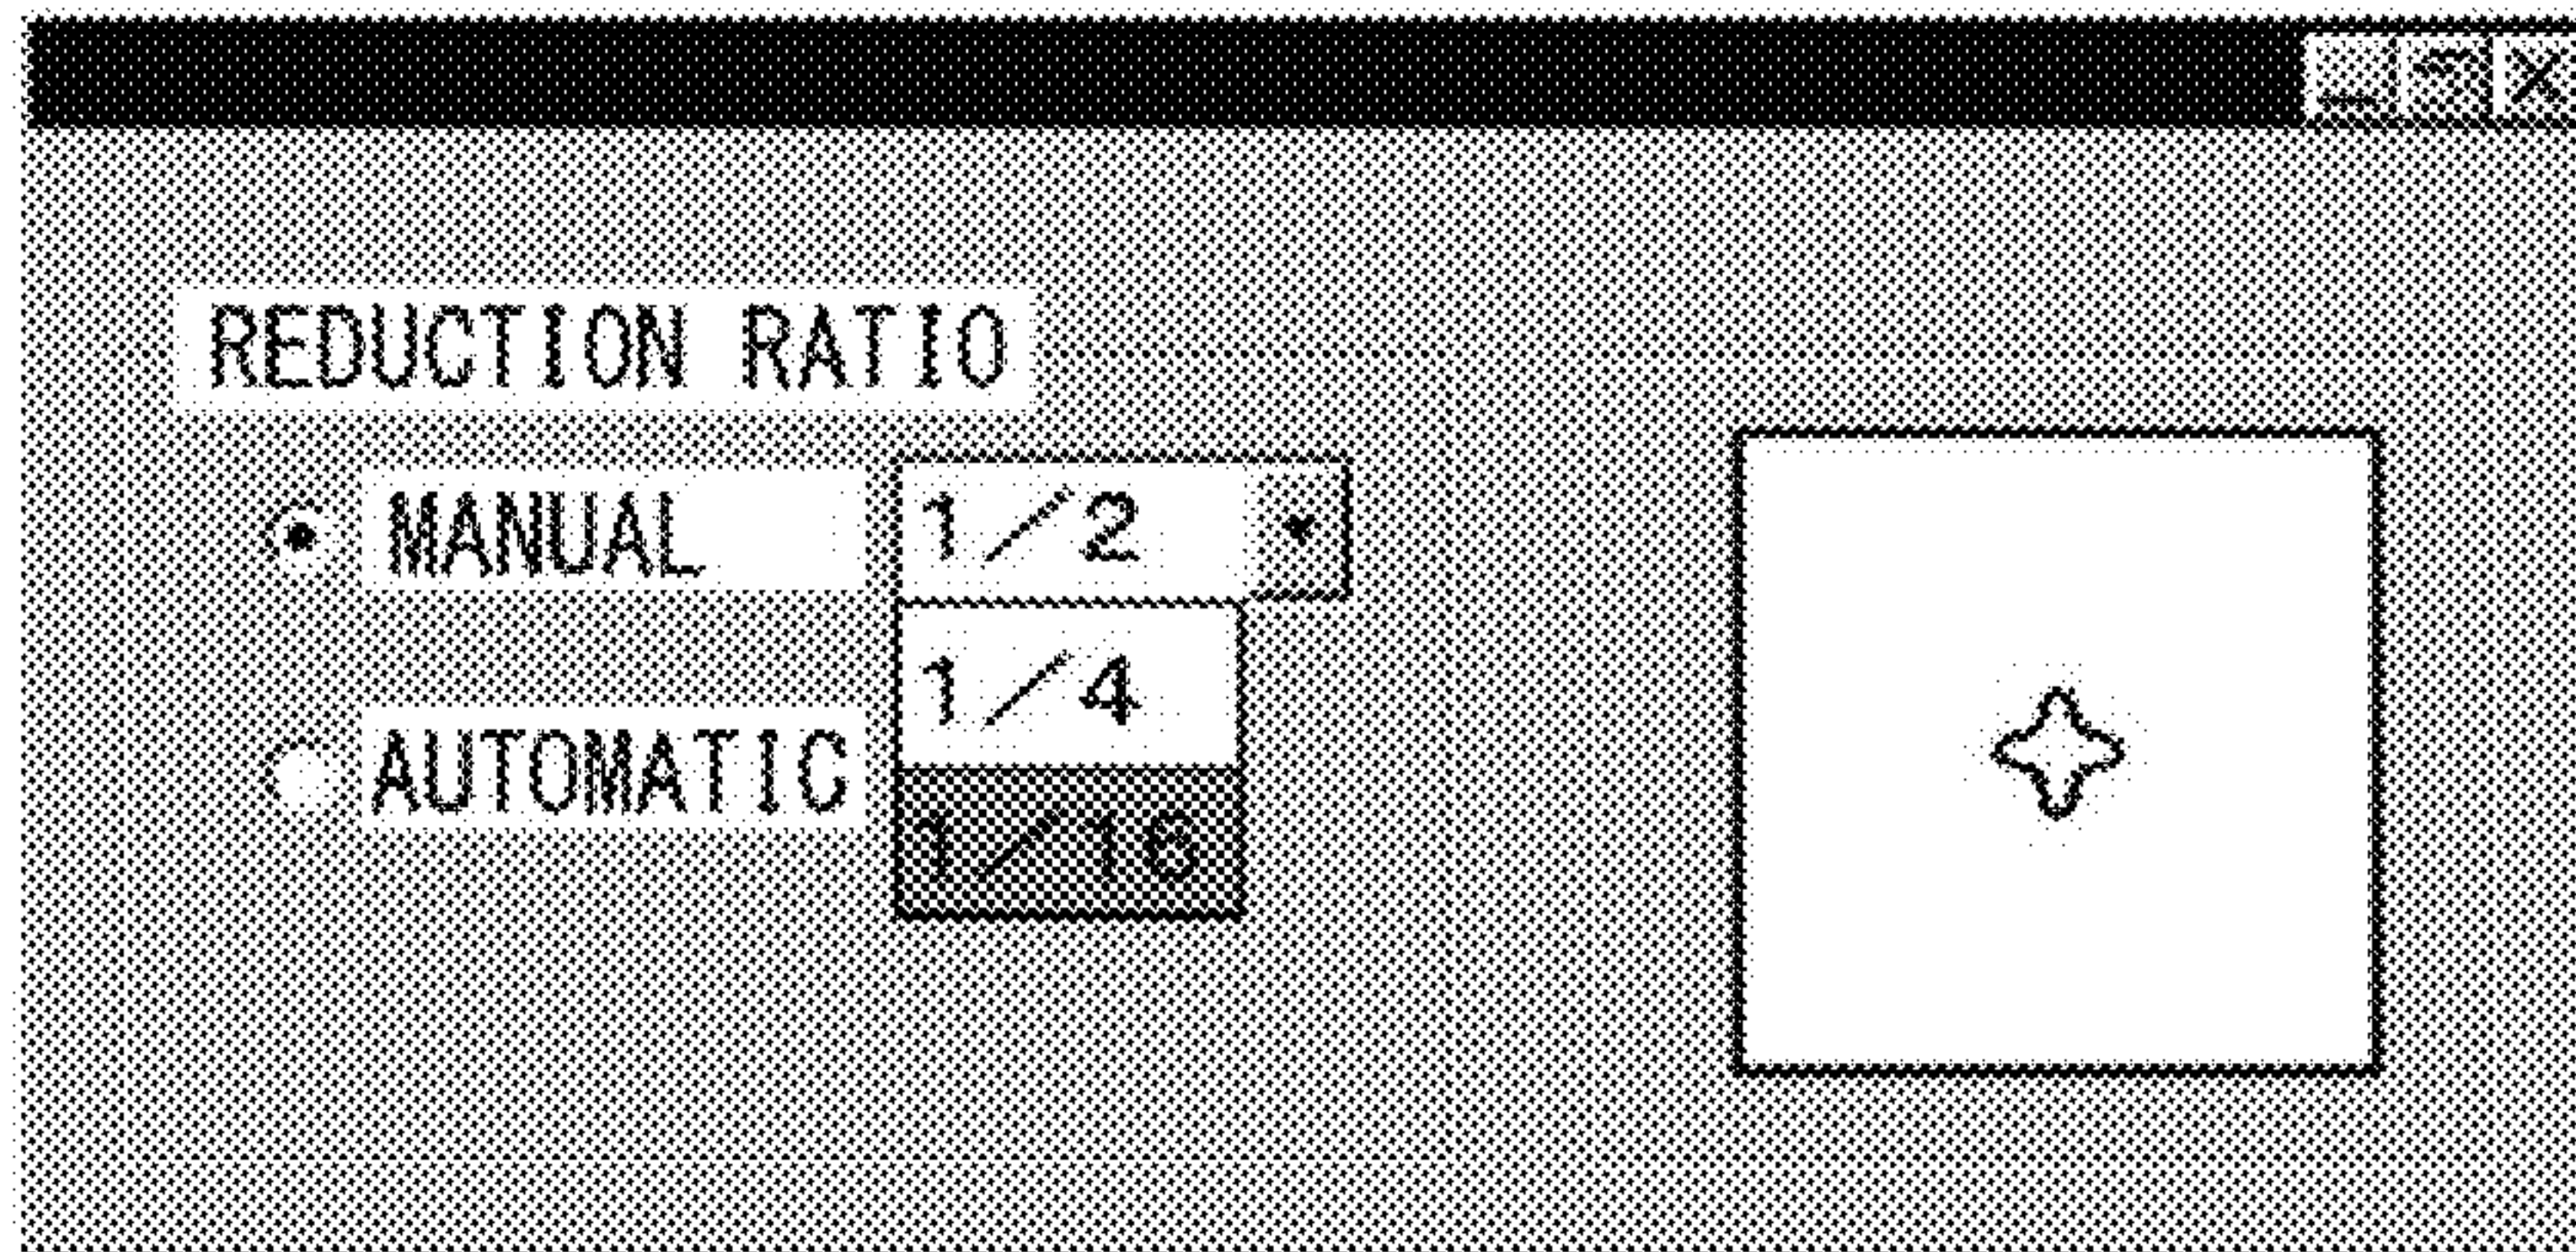 REDUCTION RATIO
MANUAL 1/2
1/4
AUTOMATIC
1/16